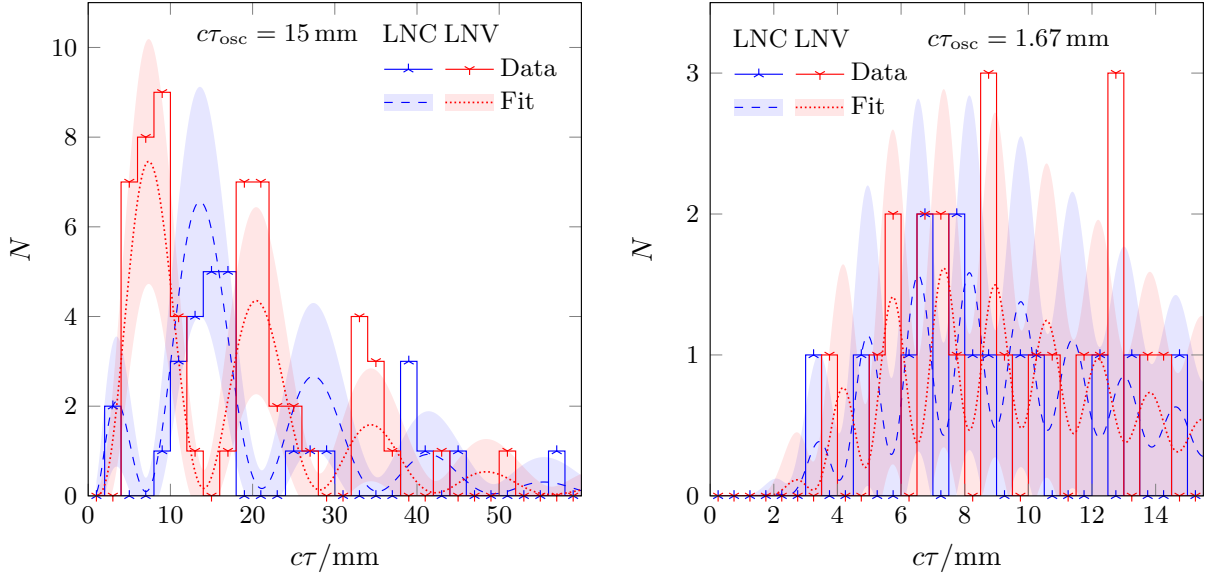 cτosc = 15 mm
LNC LNV
Data
Fit
10
8
6
4
2
0
N
0 10 20 30 40 50
cτ/mm
LNC LNV
cτosc = 1.67 mm
Data
Fit
3
2
1
0
N
0 2 4 6 8 10 12 14
cτ/mm